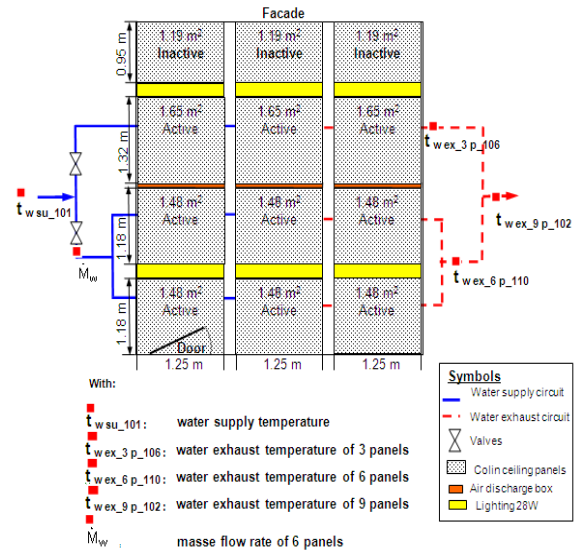 Facade
1.19 m² 1.19 m² 1.19 m²
Inactive Inactive Inactive
0.95 m
1.65 m² 1.65 m² 1.65 m²
Active Active Active
1.32 m
t w ex_3 p_106
t w su_101
1.48 m² 1.48 m² 1.48 m²
Active Active Active
1.18 m
t w ex_9 p_102
Ṁw
t w ex_6 p_110
1.48 m² 1.48 m² 1.48 m²
Active Active Active
1.18 m
Door
1.25 m 1.25 m 1.25 m
With:
t w su_101: water supply temperature
t w ex_3 p_106: water exhaust temperature of 3 panels
t w ex_6 p_110: water exhaust temperature of 6 panels
t w ex_9 p_102: water exhaust temperature of 9 panels
Ṁw masse flow rate of 6 panels
Symbols
Water supply circuit
Water exhaust circuit
Valves
Colin ceiling panels
Air discharge box
Lighting 28W